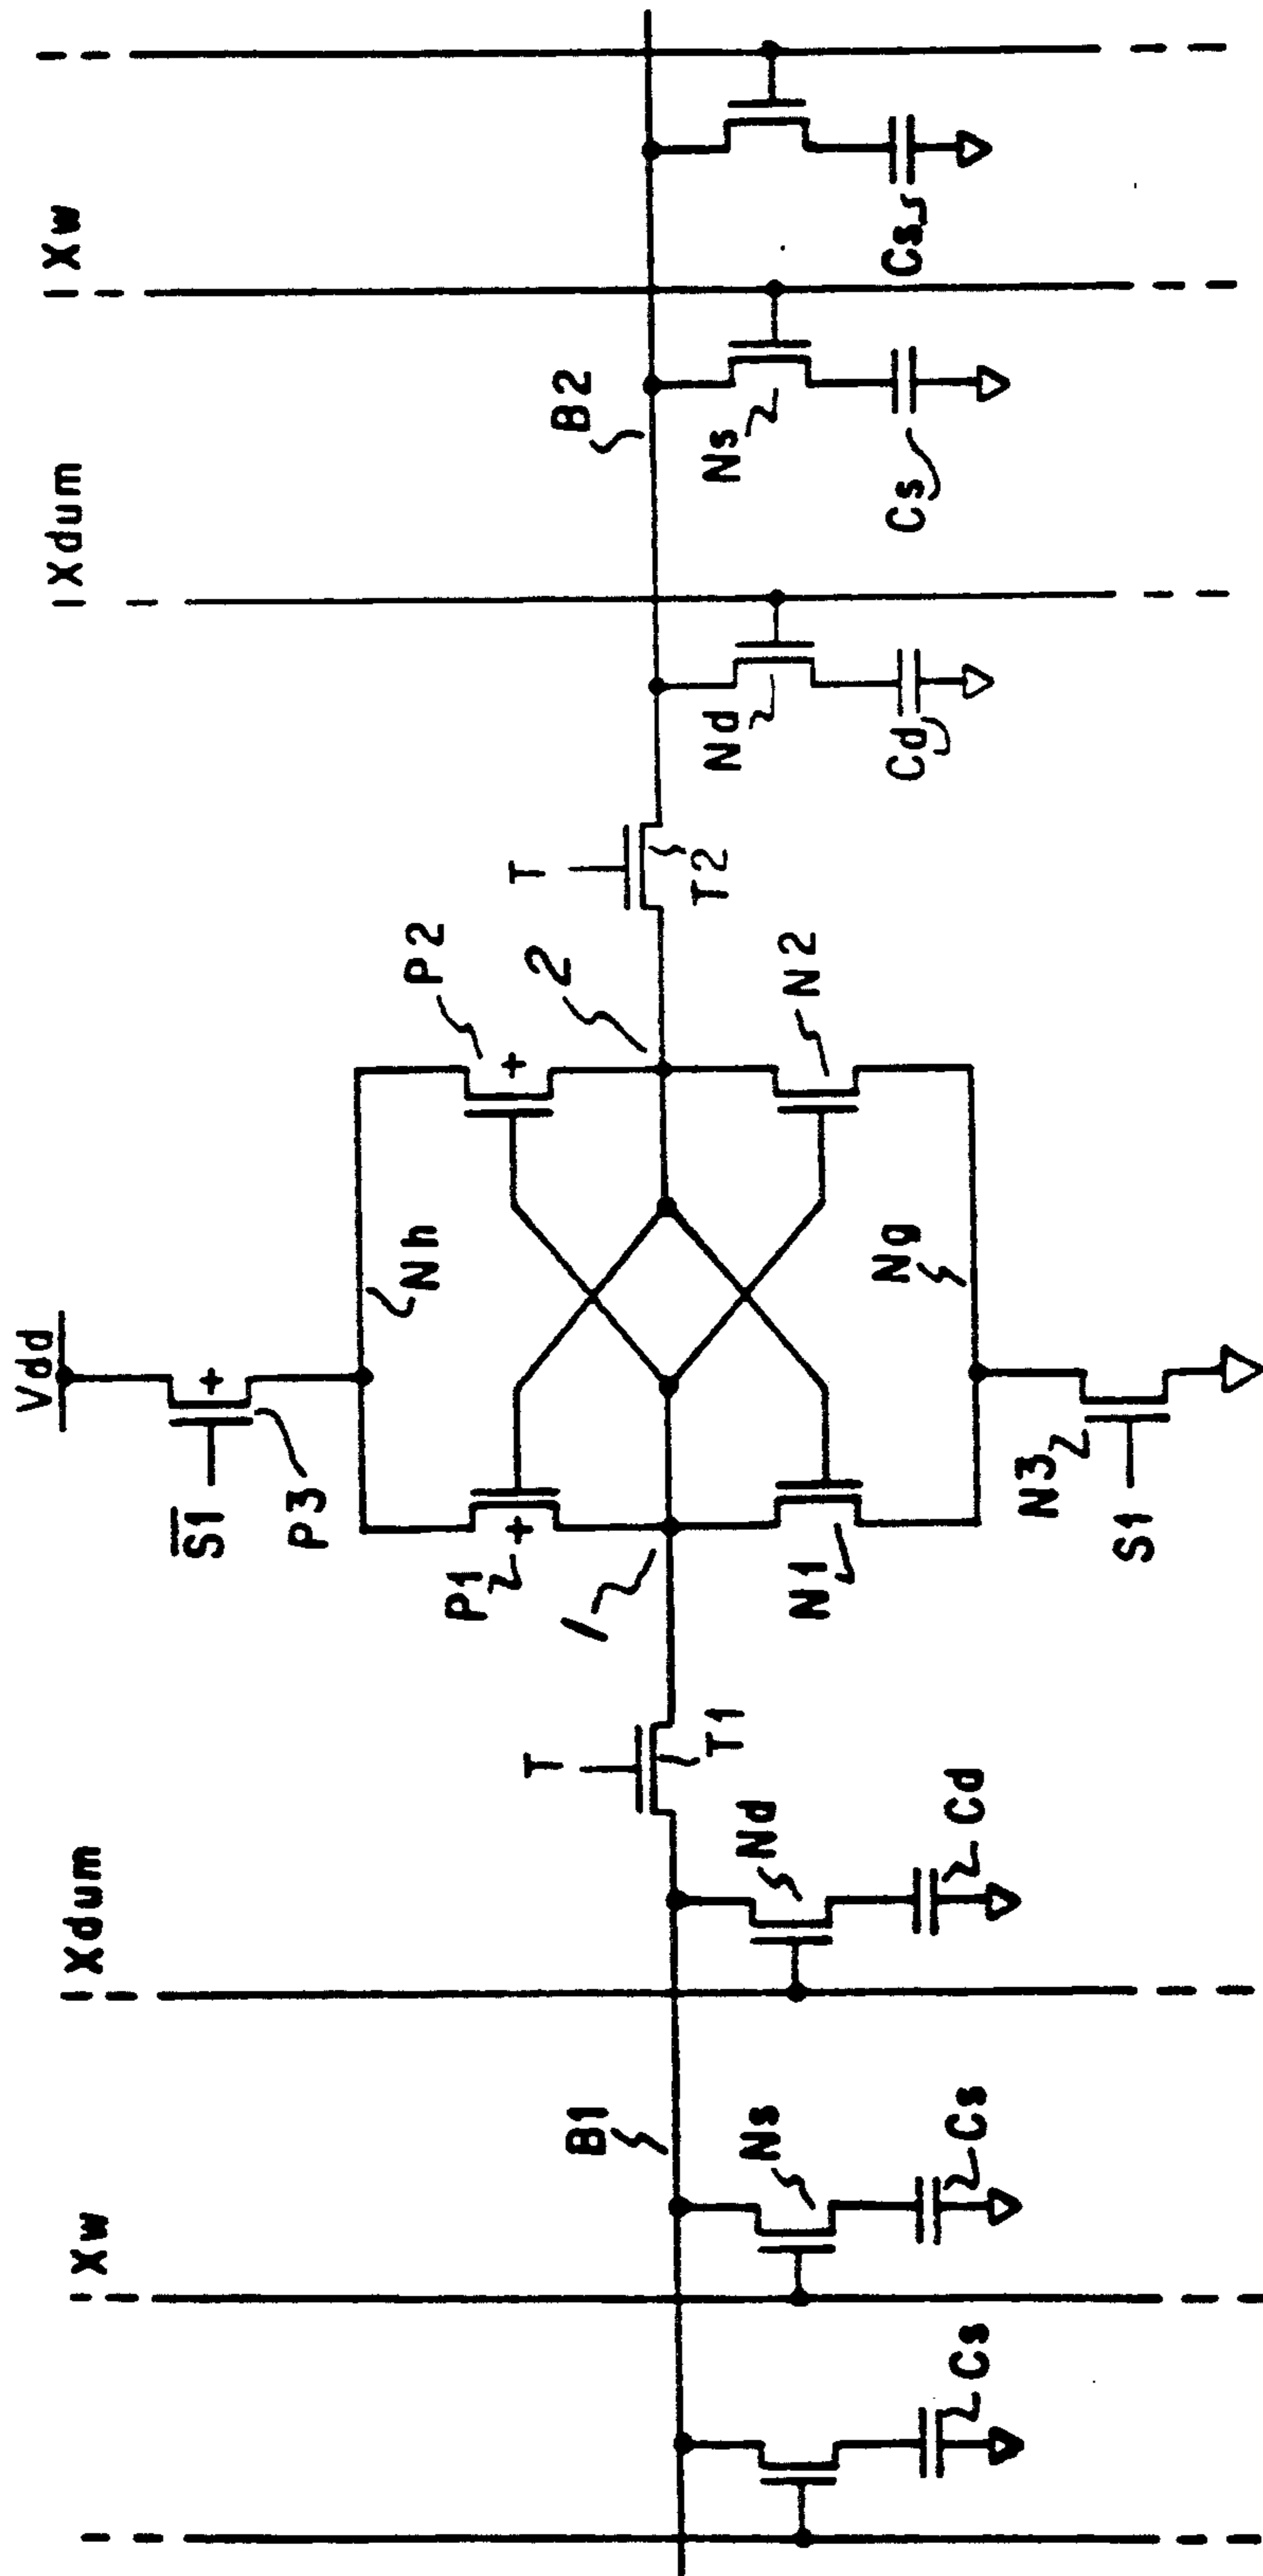 Vdd
Xw
Xdum
Xdum
Xw
S1
P3
Nh
P1
P2
1
2
B1
T
T1
T
T2
B2
Cs
Ns
Cs
Nd
Cd
N1
N2
Ng
Nd
Cd
Ns
Cs
Cs
N3
S1